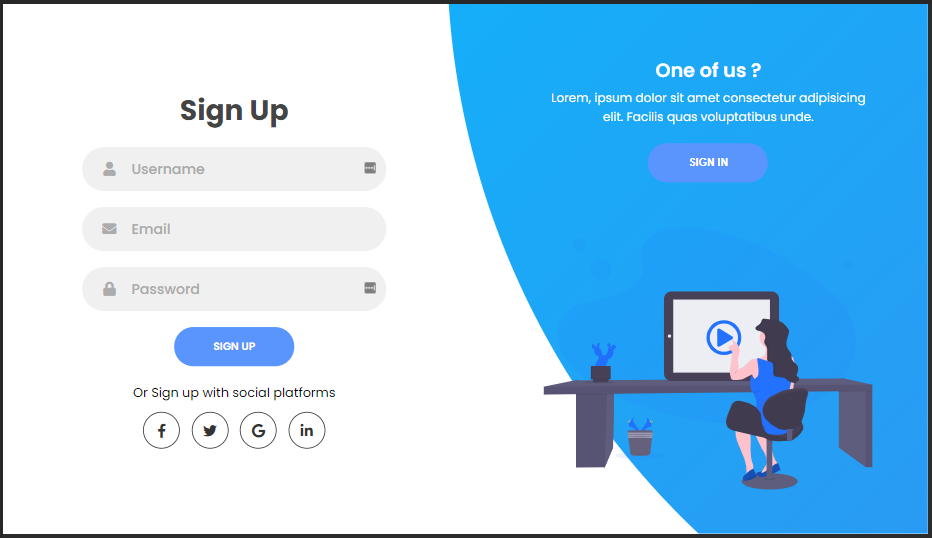 Sign Up
Username
Email
Password
SIGN UP
Or Sign up with social platforms
One of us ?
Lorem, ipsum dolor sit amet consectetur adipisicing
elit. Facilis quas voluptatibus unde.
SIGN IN